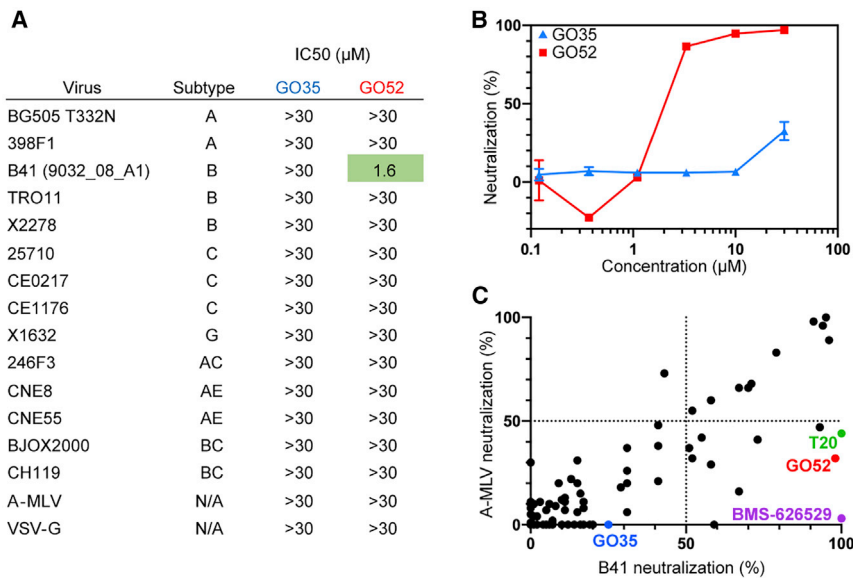 A
IC50 (µM)
Virus Subtype GO35 GO52
BG505 T332N A >30 >30
398F1 A >30 >30
B41 (9032_08_A1) B >30 1.6
TRO11 B >30 >30
X2278 B >30 >30
25710 C >30 >30
CE0217 C >30 >30
CE1176 C >30 >30
X1632 G >30 >30
246F3 AC >30 >30
CNE8 AE >30 >30
CNE55 AE >30 >30
BJOX2000 BC >30 >30
CH119 BC >30 >30
A-MLV N/A >30 >30
VSV-G N/A >30 >30
B
GO35
GO52
Neutralization (%)
100
50
0
0.1 1 10 100
Concentration (µM)
C
A-MLV neutralization (%)
100
50
0
T20
GO52
BMS-626529
GO35
0 50 100
B41 neutralization (%)